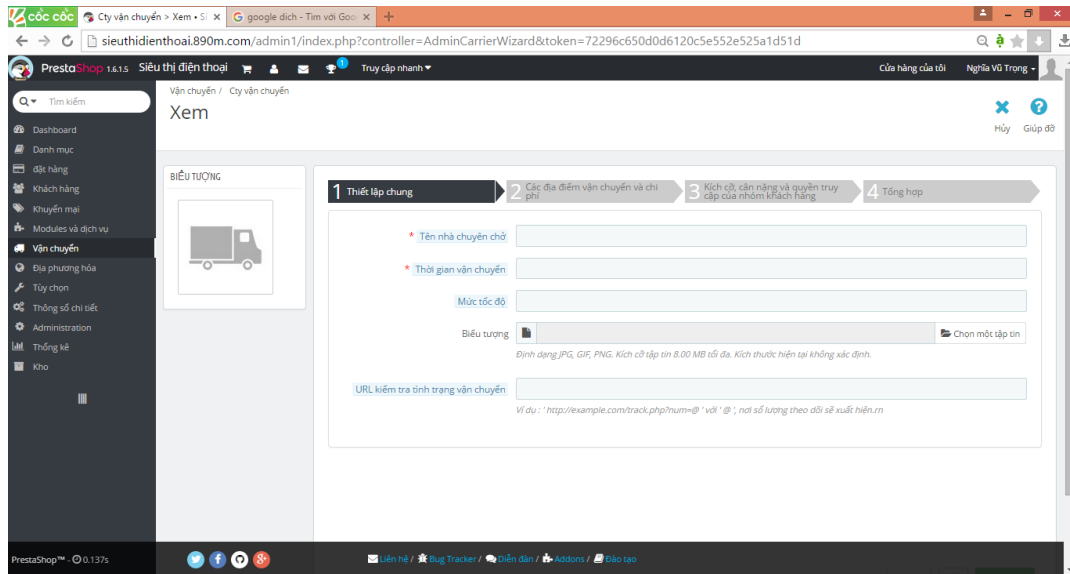 cốc cốc
Cty vận chuyển > Xem • Si
google dich - Tìm với Goo
sieuthidienthoai.890m.com/admin1/index.php?controller=AdminCarrierWizard&token=72296c650d0d6120c5e552e525a1d51d
PrestaShop 1.6.1.5 Siêu thị điện thoại 1 Truy cập nhanh Cửa hàng của tôi Nghĩa Vũ Trọng
Tìm kiếm
Vận chuyển / Cty vận chuyển
Xem
Hủy Giúp đỡ
Dashboard
Danh mục
đặt hàng
Khách hàng
Khuyến mại
Modules và dịch vụ
Vận chuyển
Địa phương hóa
Tùy chọn
Thông số chi tiết
Administration
Thống kê
Kho
BIỂU TƯỢNG
1 Thiết lập chung
2 Các địa điểm vận chuyển và chi phí
3 Kích cỡ, cân nặng và quyền truy cập của nhóm khách hàng
4 Tổng hợp
* Tên nhà chuyên chở
* Thời gian vận chuyển
Mức tốc độ
Biểu tượng Chọn một tập tin
Định dạng JPG, GIF, PNG. Kích cỡ tập tin 8.00 MB tối đa. Kích thước hiện tại không xác định.
URL kiểm tra tình trạng vận chuyển
Ví dụ : ' http://example.com/track.php?num=@ ' với ' @ ', nơi số lượng theo dõi sẽ xuất hiện.rn
PrestaShop™ - 0.137s
Liên hệ / Bug Tracker / Diễn đàn / Addons / Đào tạo